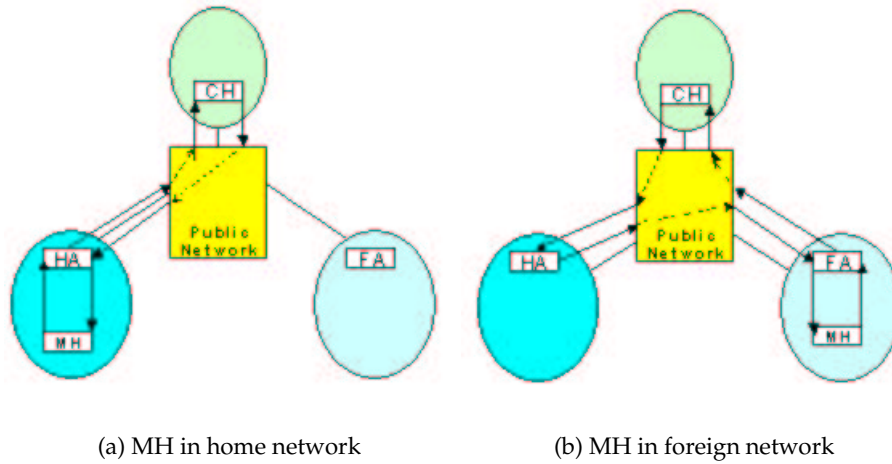 CH
Public
Network
HA
FA
MH
CH
Public
Network
HA
FA
MH
(a) MH in home network
(b) MH in foreign network